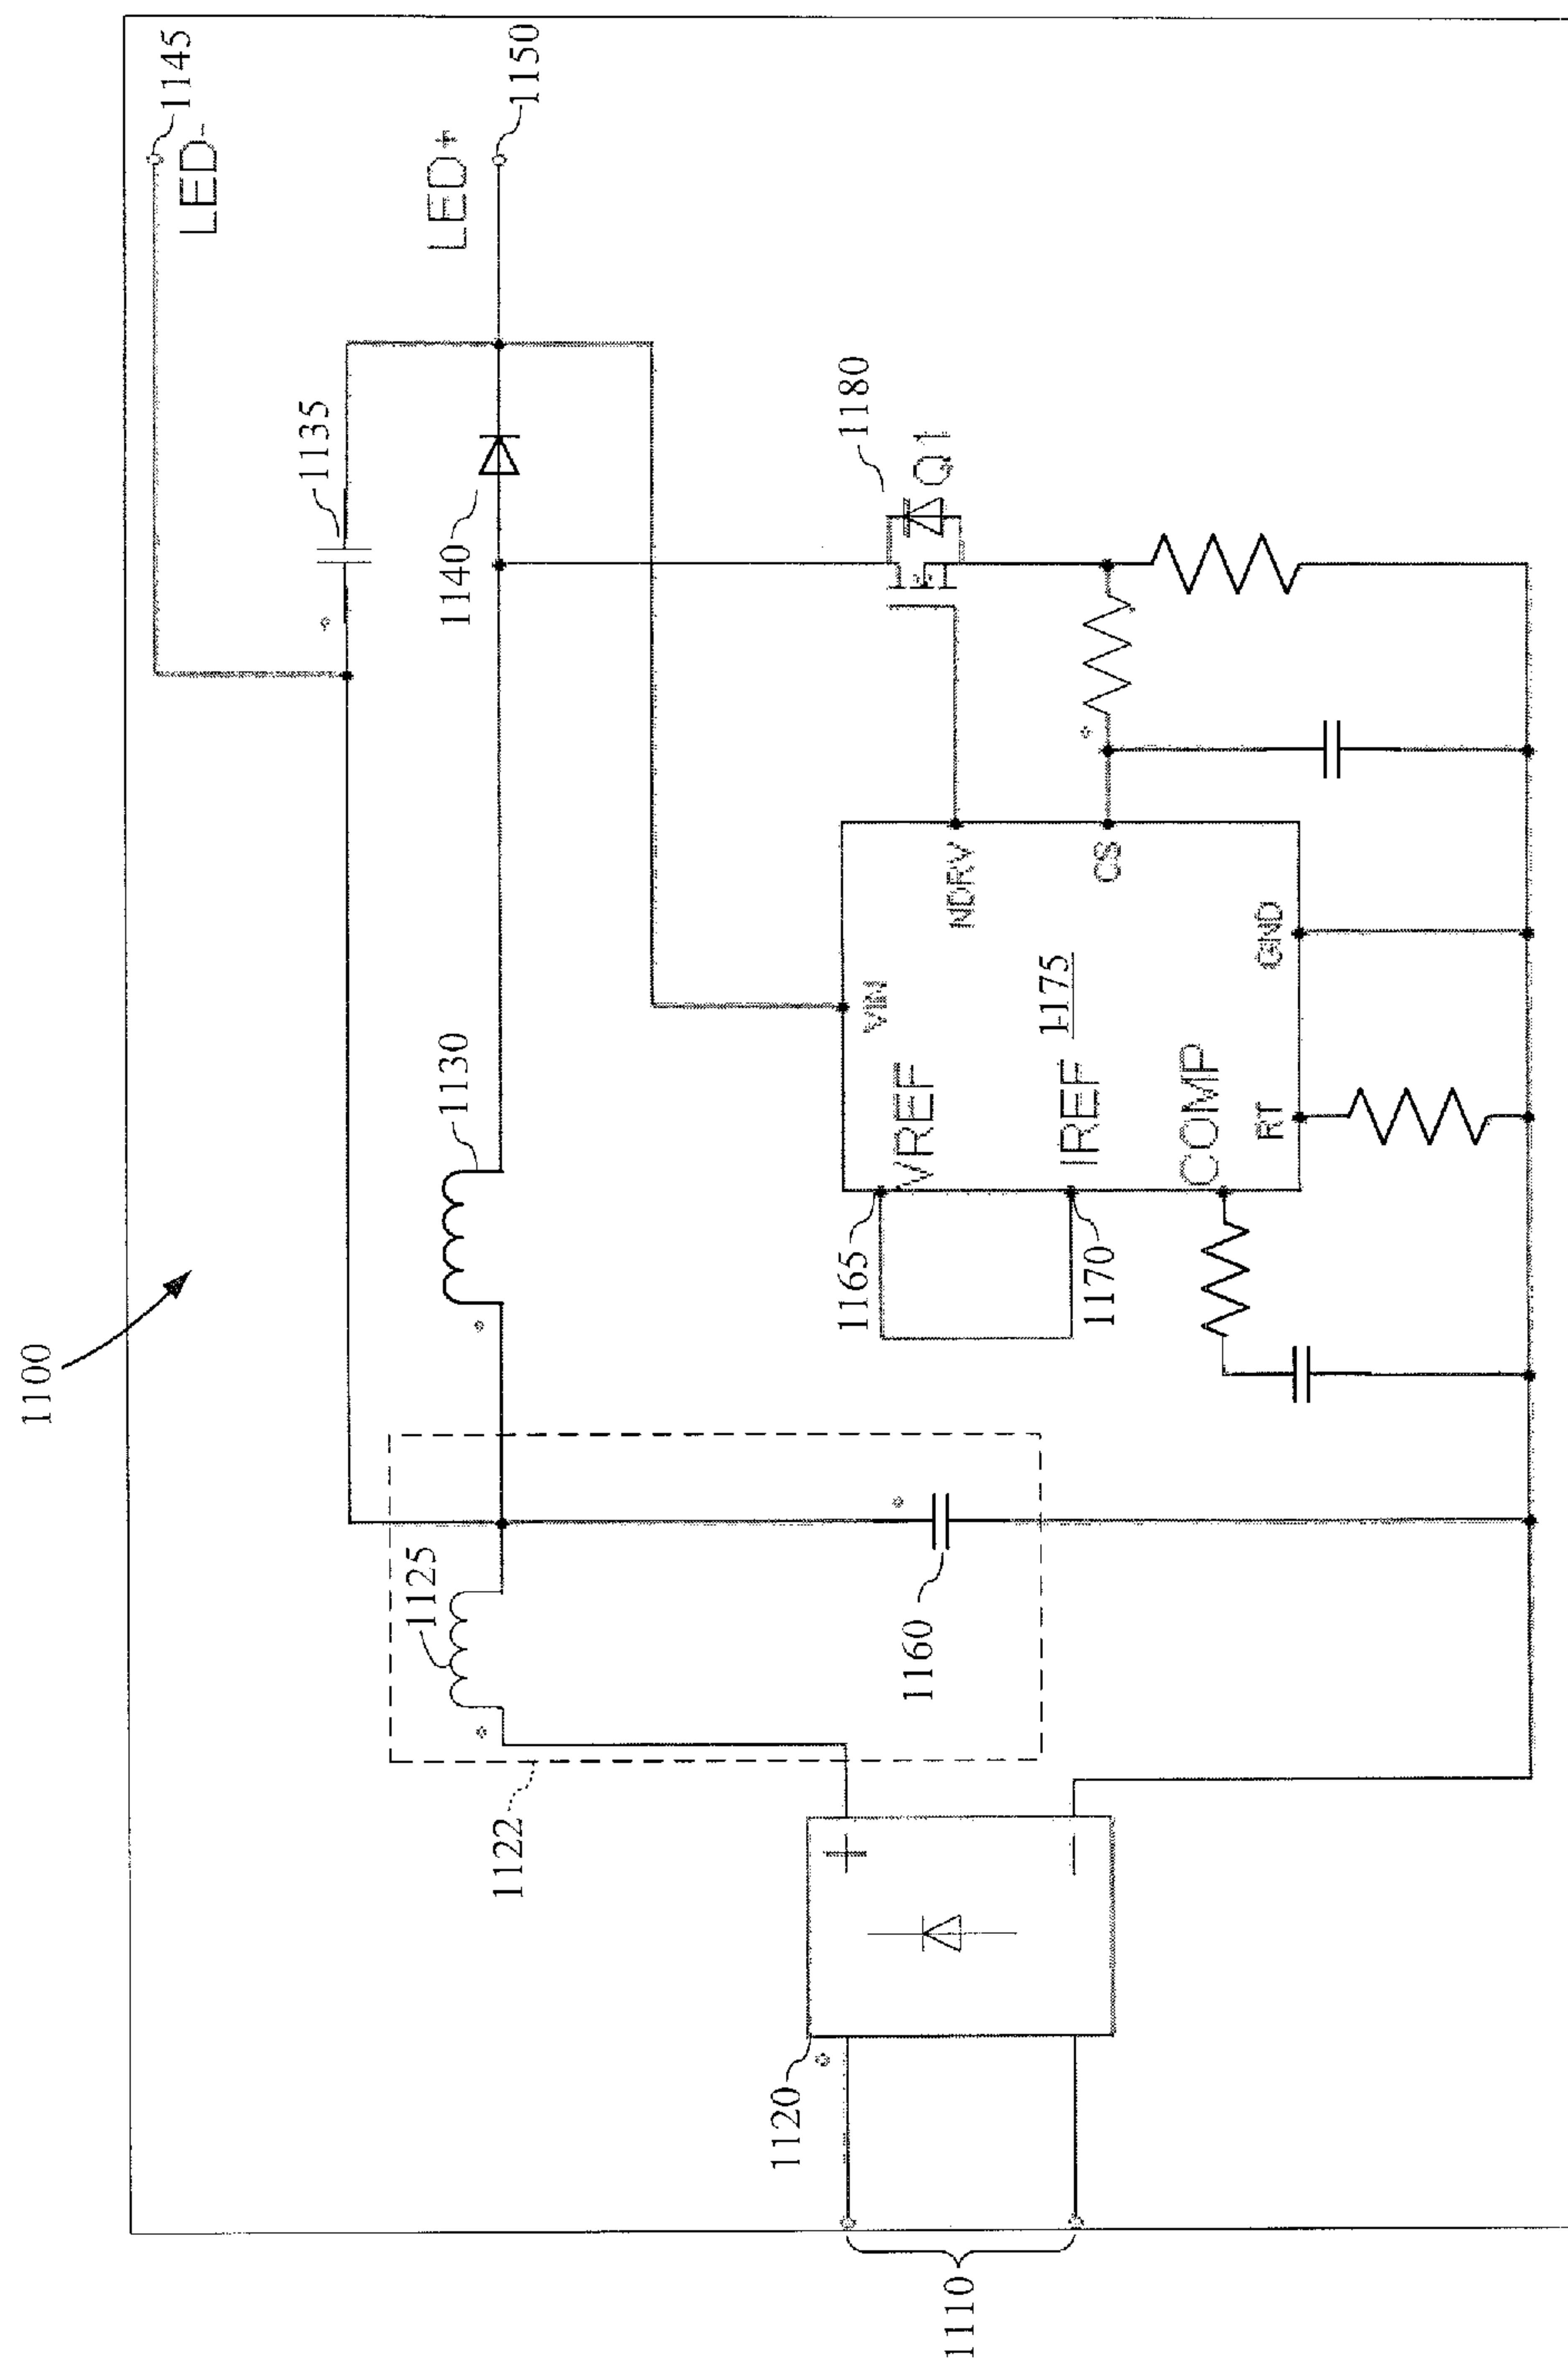 1100
1145
LED-
LED+
1150
1135
1140
1180
Q1
1130
1125
1122
1160
1120
1110
1165
VREF
VIN
NDRV
1175
IREF
1170
CS
COMP
RT
GND
+
−